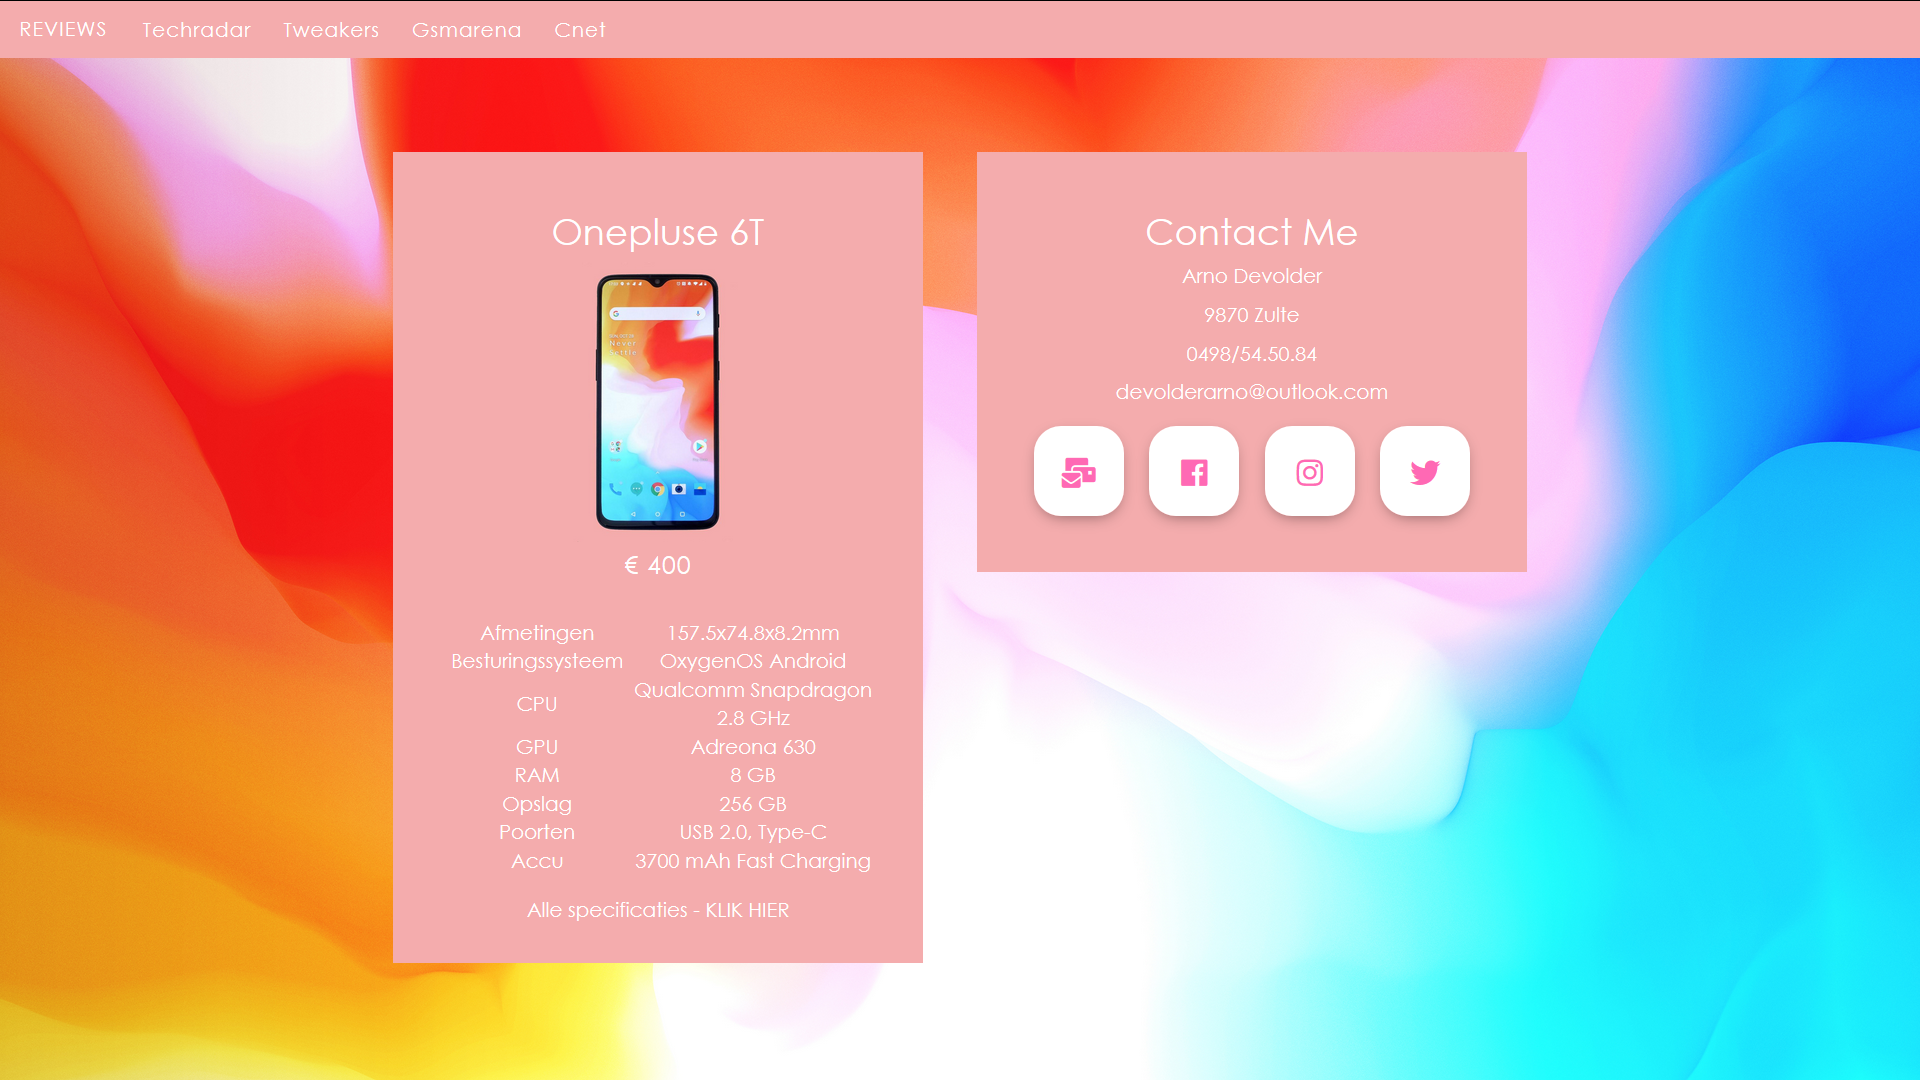 REVIEWS Techradar Tweakers Gsmarena Cnet
Onepluse 6T
Never
Settle
€ 400
Afmetingen 157.5x74.8x8.2mm
Besturingssysteem OxygenOS Android
CPU Qualcomm Snapdragon
2.8 GHz
GPU Adreona 630
RAM 8 GB
Opslag 256 GB
Poorten USB 2.0, Type-C
Accu 3700 mAh Fast Charging
Alle specificaties - KLIK HIER
Contact Me
Arno Devolder
9870 Zulte
0498/54.50.84
devolderarno@outlook.com